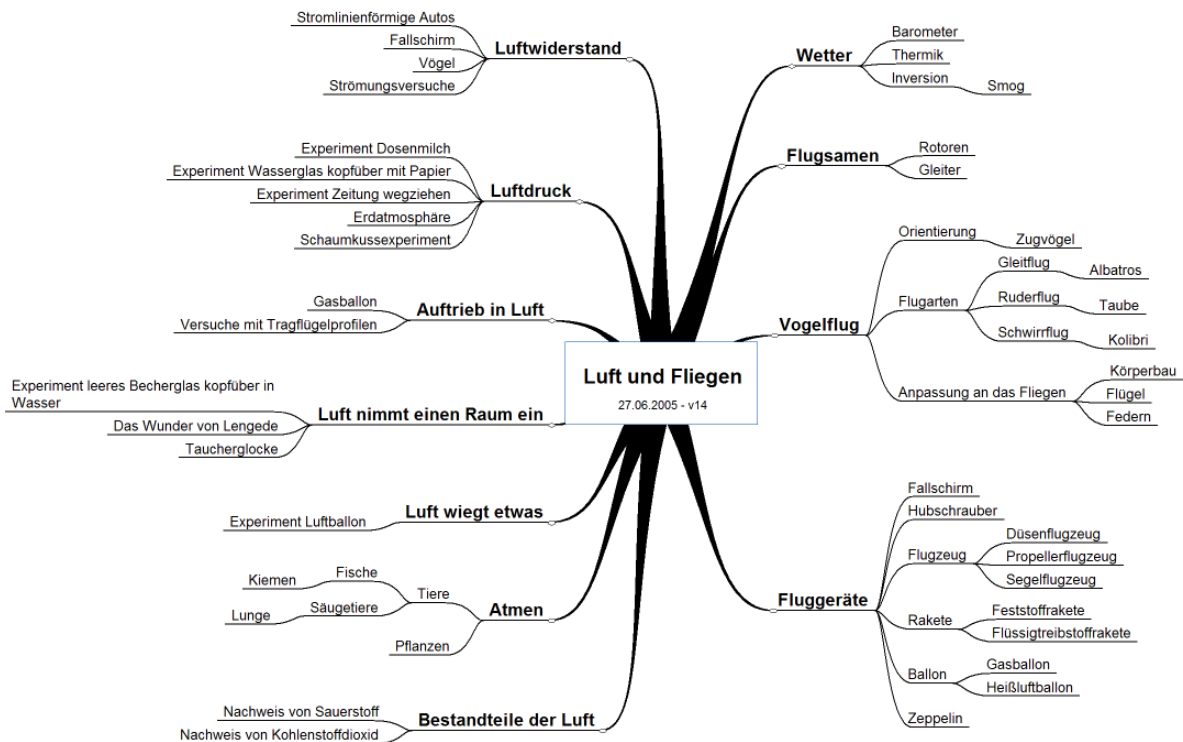 Luft und Fliegen
27.06.2005 - v14
Luftwiderstand
Stromlinienförmige Autos
Fallschirm
Vögel
Strömungsversuche
Luftdruck
Experiment Dosenmilch
Experiment Wasserglas kopfüber mit Papier
Experiment Zeitung wegziehen
Erdatmosphäre
Schaumkussexperiment
Auftrieb in Luft
Gasballon
Versuche mit Tragflügelprofilen
Luft nimmt einen Raum ein
Experiment leeres Becherglas kopfüber in
Wasser
Das Wunder von Lengede
Taucherglocke
Luft wiegt etwas
Experiment Luftballon
Atmen
Tiere
Fische
Kiemen
Säugetiere
Lunge
Pflanzen
Bestandteile der Luft
Nachweis von Sauerstoff
Nachweis von Kohlenstoffdioxid
Wetter
Barometer
Thermik
Inversion
Smog
Flugsamen
Rotoren
Gleiter
Vogelflug
Orientierung
Zugvögel
Flugarten
Gleitflug
Albatros
Ruderflug
Taube
Schwirrflug
Kolibri
Anpassung an das Fliegen
Körperbau
Flügel
Federn
Fluggeräte
Fallschirm
Hubschrauber
Flugzeug
Düsenflugzeug
Propellerflugzeug
Segelflugzeug
Rakete
Feststoffrakete
Flüssigtreibstoffrakete
Ballon
Gasballon
Heißluftballon
Zeppelin